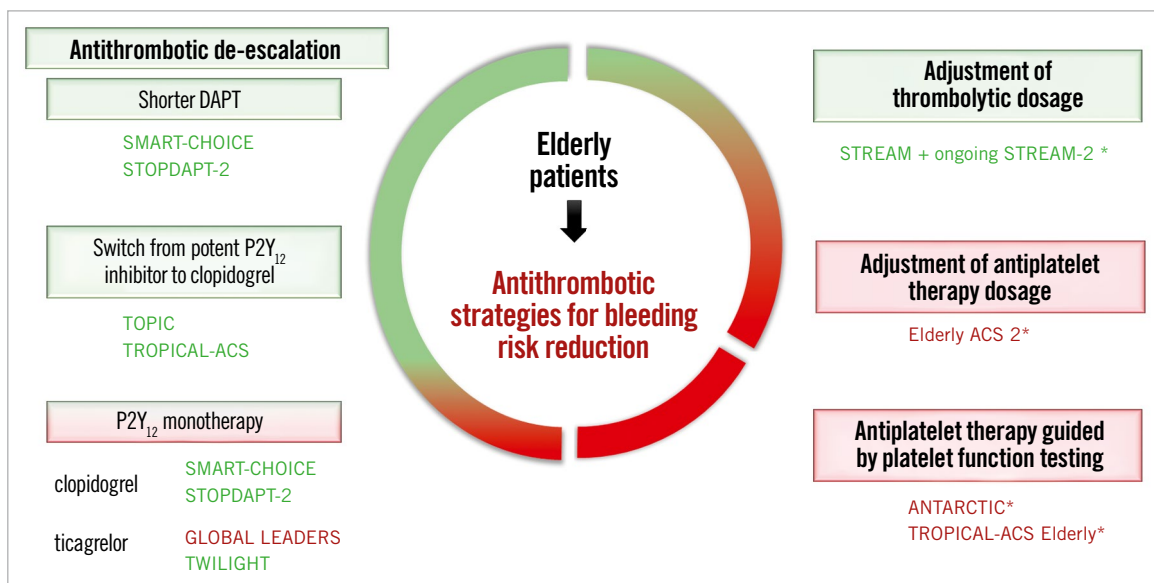 Antithrombotic de-escalation
Shorter DAPT
SMART-CHOICE
STOPDAPT-2
Switch from potent P2Y₁₂
inhibitor to clopidogrel
TOPIC
TROPICAL-ACS
P2Y₁₂ monotherapy
clopidogrel
SMART-CHOICE
STOPDAPT-2
ticagrelor
GLOBAL LEADERS
TWILIGHT
Elderly
patients
Antithrombotic
strategies for bleeding
risk reduction
Adjustment of
thrombolytic dosage
STREAM + ongoing STREAM-2 *
Adjustment of antiplatelet
therapy dosage
Elderly ACS 2*
Antiplatelet therapy guided
by platelet function testing
ANTARCTIC*
TROPICAL-ACS Elderly*